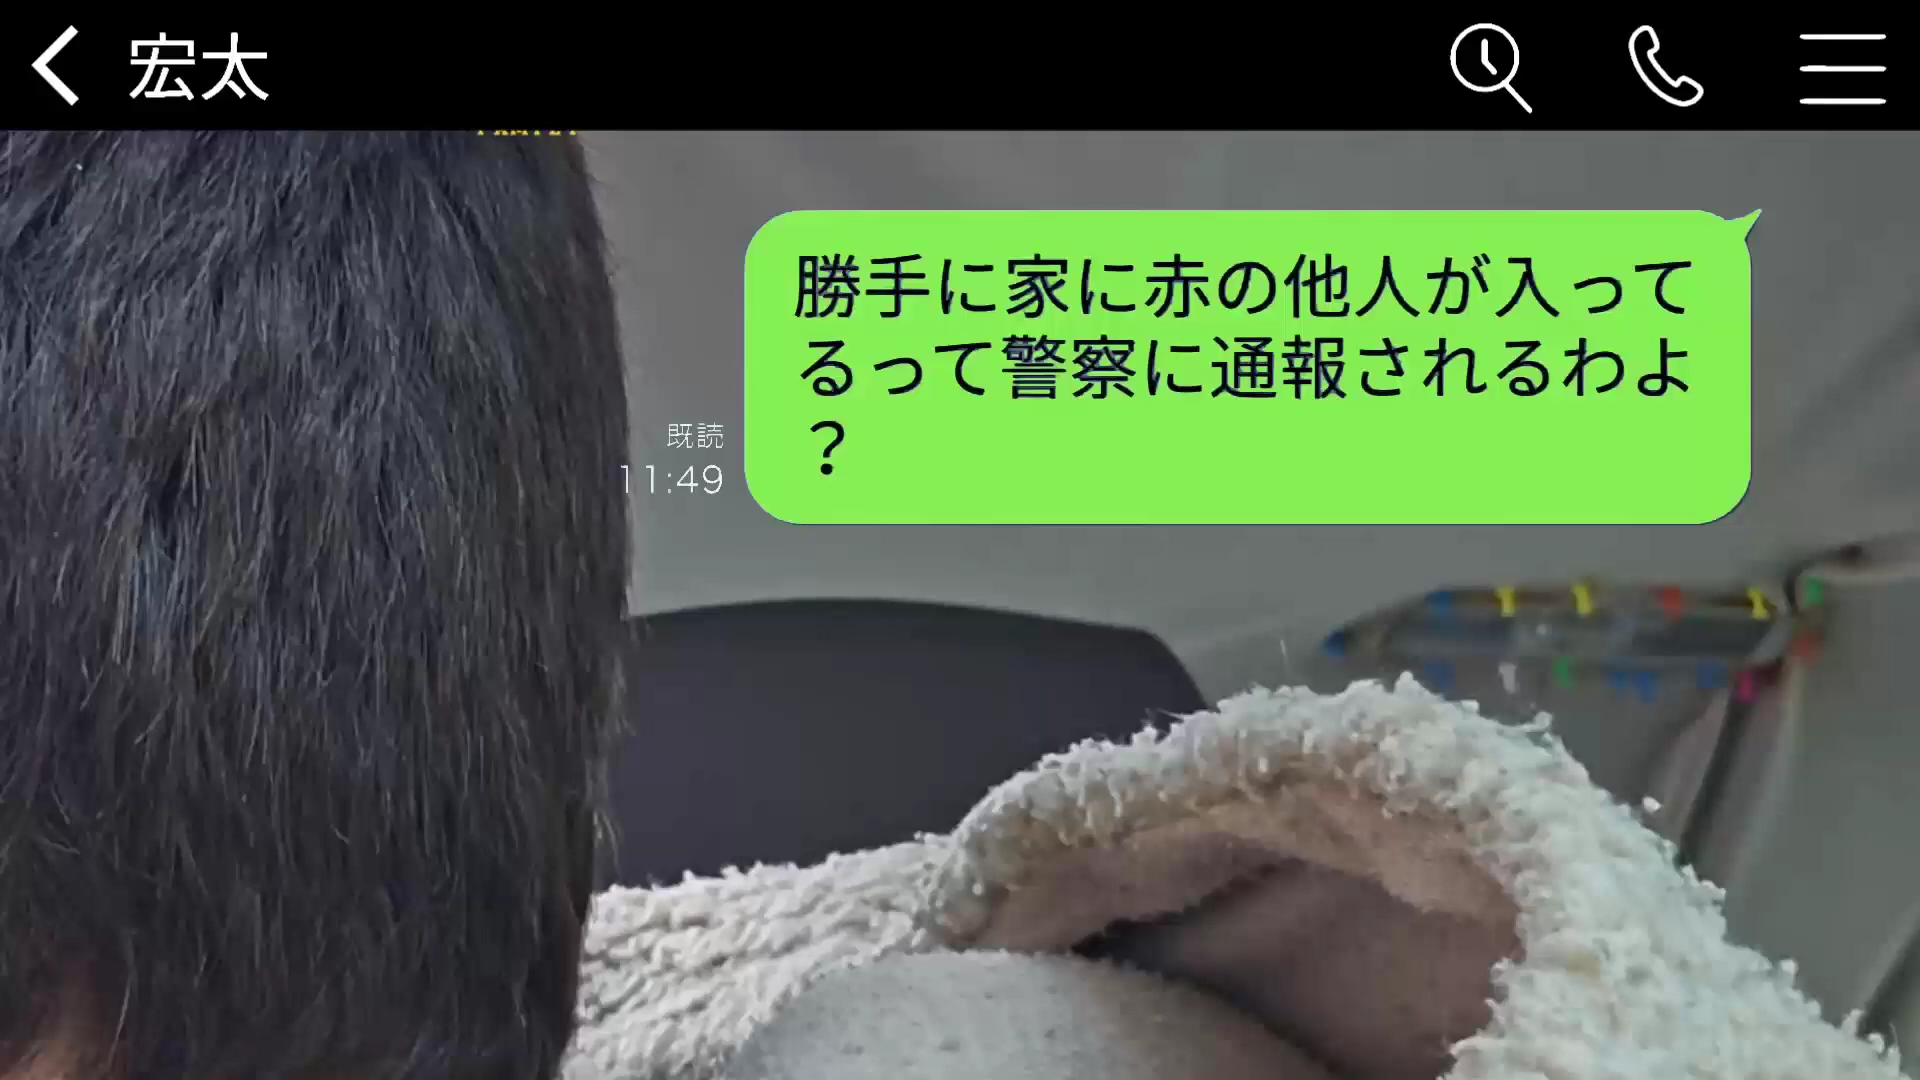 宏太
勝手に家に赤の他人が入って
るって警察に通報されるわよ
?
既読
11:49